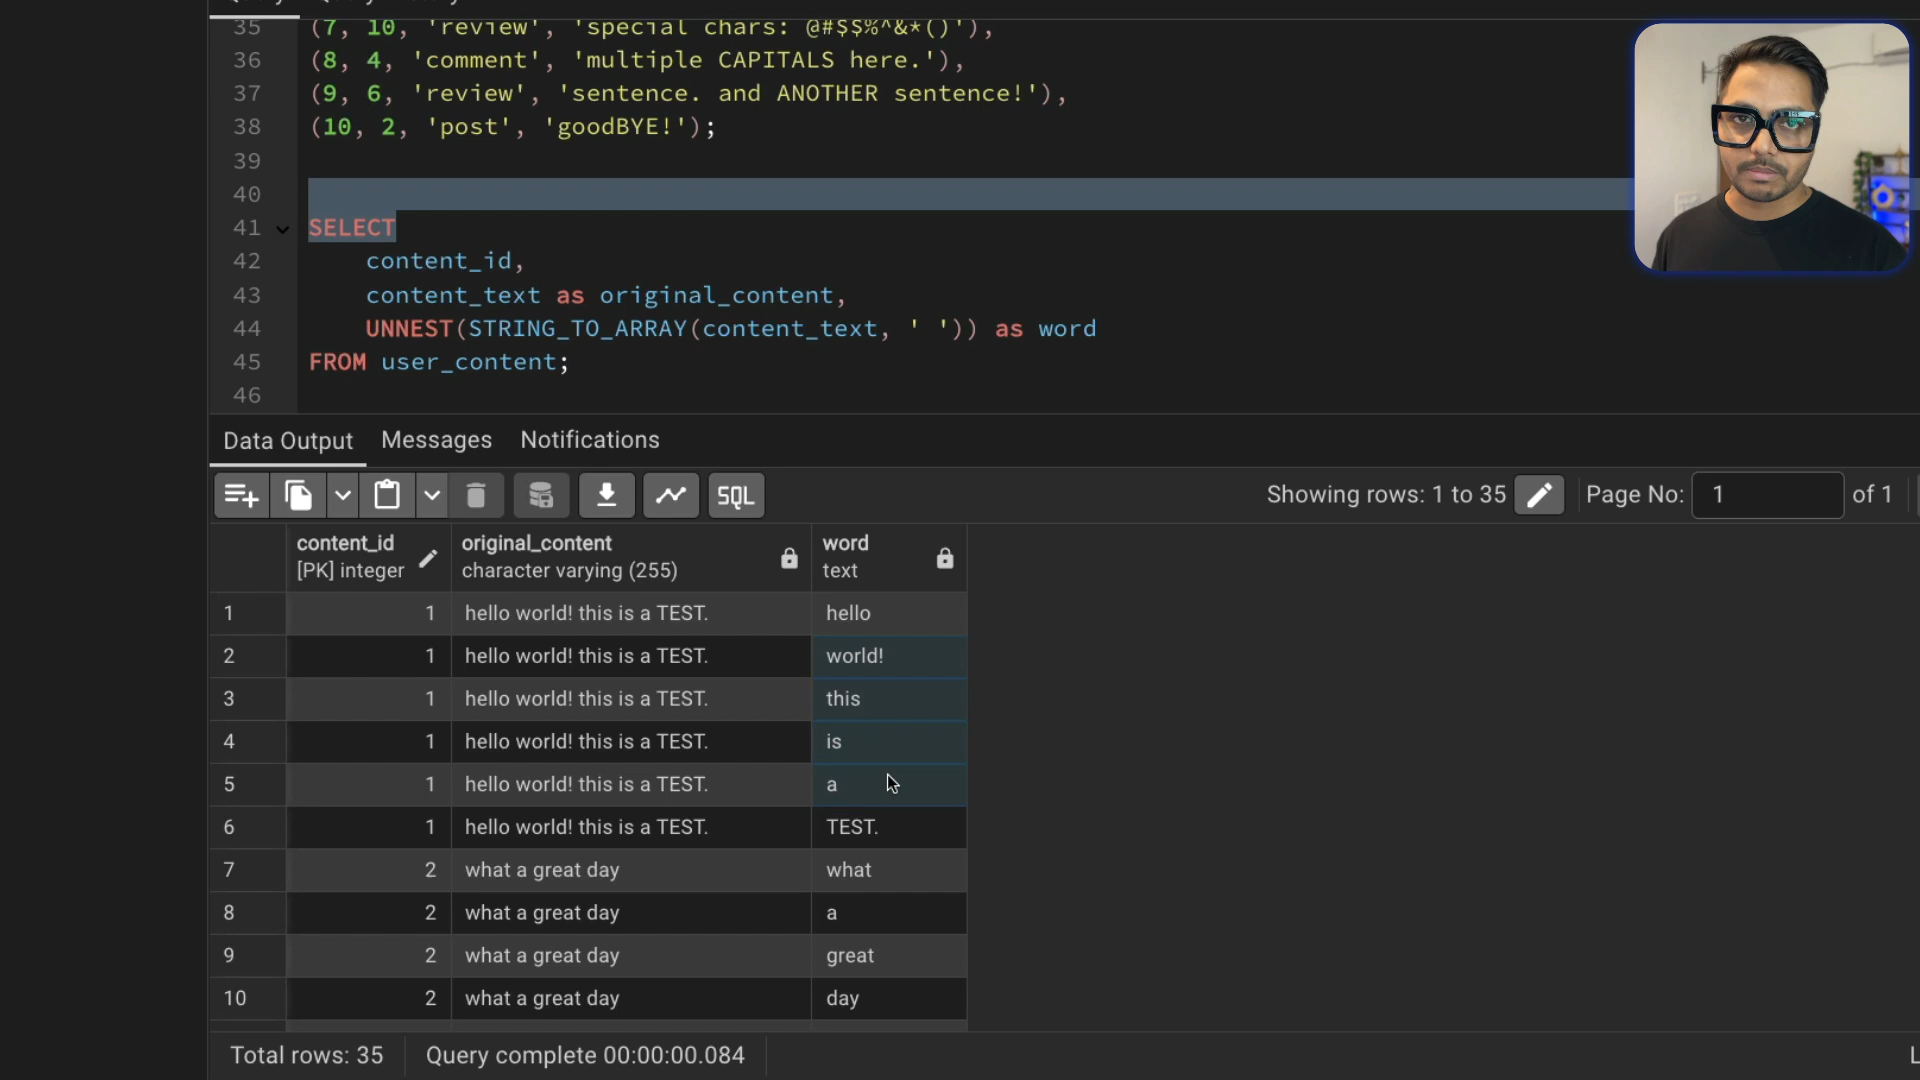 35 (7, 10, 'review', 'special chars: @#$$%^&*()'),
36 (8, 4, 'comment', 'multiple CAPITALS here.'),
37 (9, 6, 'review', 'sentence. and ANOTHER sentence!'),
38 (10, 2, 'post', 'goodBYE!');
39
40
41 SELECT
42 content_id,
43 content_text as original_content,
44 UNNEST(STRING_TO_ARRAY(content_text, ' ')) as word
45 FROM user_content;
46
Data Output Messages Notifications
SQL Showing rows: 1 to 35 Page No: 1 of 1
content_id original_content word
[PK] integer character varying (255) text
1 1 hello world! this is a TEST. hello
2 1 hello world! this is a TEST. world!
3 1 hello world! this is a TEST. this
4 1 hello world! this is a TEST. is
5 1 hello world! this is a TEST. a
6 1 hello world! this is a TEST. TEST.
7 2 what a great day what
8 2 what a great day a
9 2 what a great day great
10 2 what a great day day
Total rows: 35 Query complete 00:00:00.084